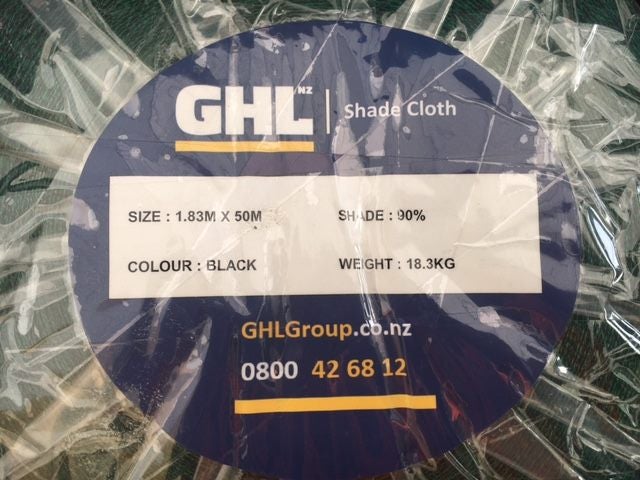 GHL NZ | Shade Cloth
SIZE : 1.83M X 50M SHADE : 90%
COLOUR : BLACK WEIGHT : 18.3KG
GHLGroup.co.nz
0800 42 68 12